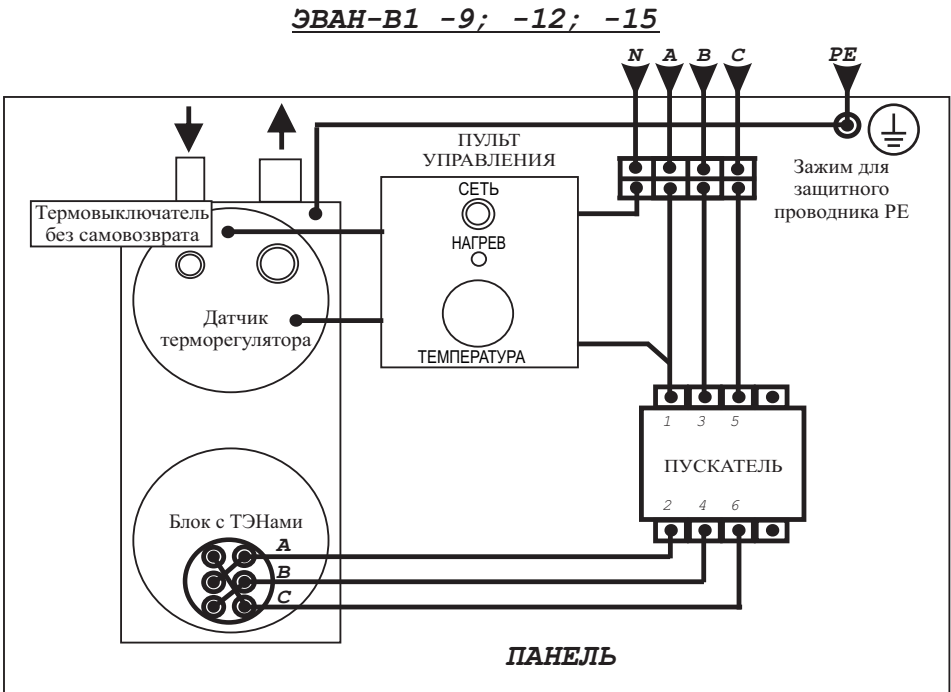 ЭВАН-В1 -9; -12; -15
N A B C PE
ПУЛЬТ
УПРАВЛЕНИЯ
Зажим для
защитного
проводника PE
СЕТЬ
Термовыключатель
без самовозврата
НАГРЕВ
Датчик
терморегулятора
ТЕМПЕРАТУРА
1 3 5
ПУСКАТЕЛЬ
2 4 6
Блок с ТЭНами
A
B
C
ПАНЕЛЬ